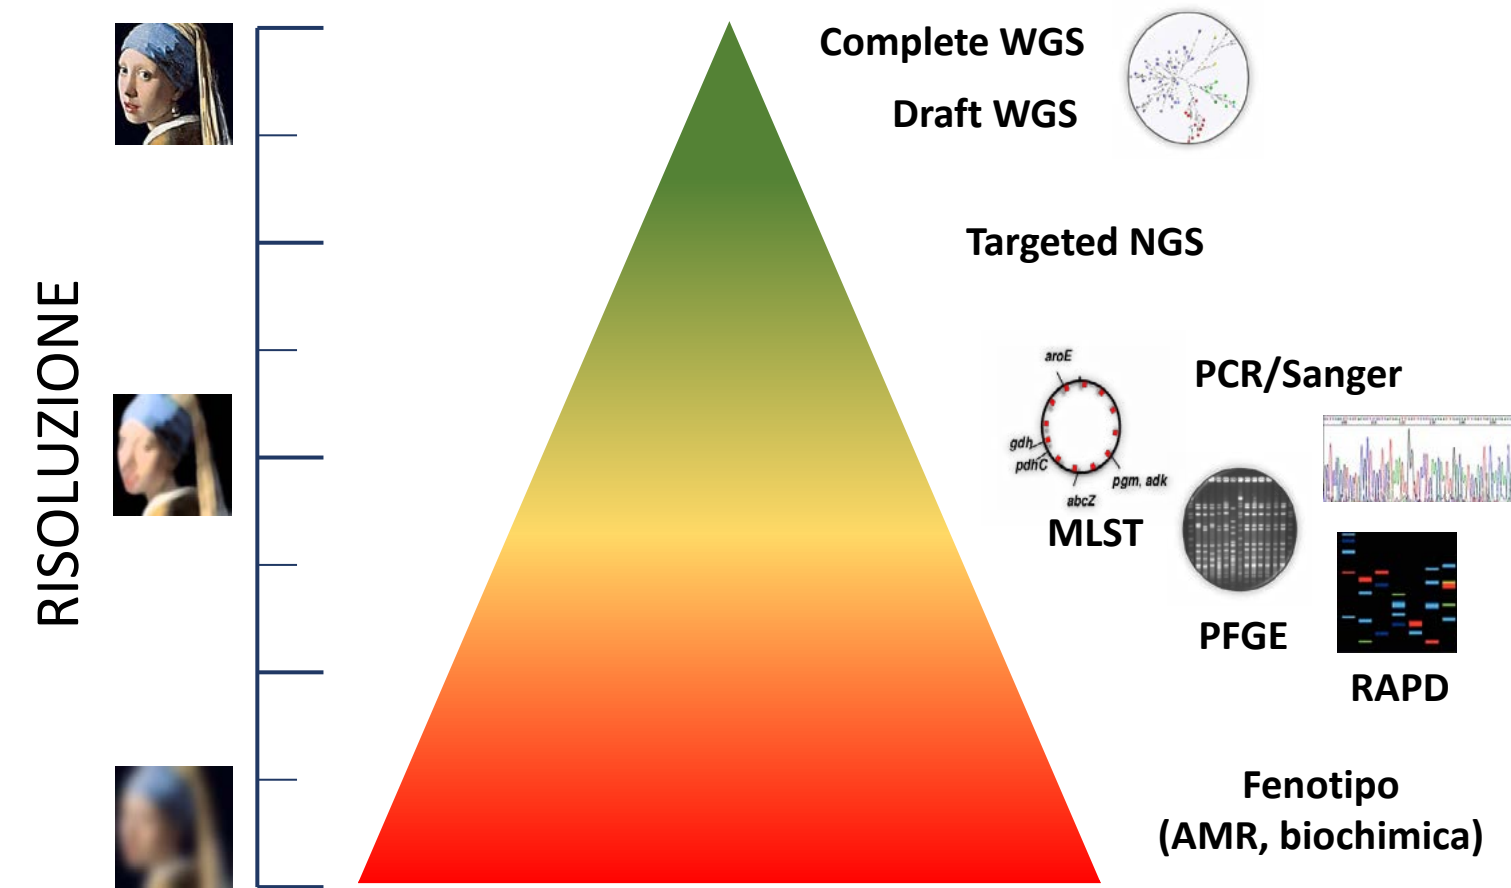 RISOLUZIONE
Complete WGS
Draft WGS
Targeted NGS
PCR/Sanger
aroE
gdh
pdhC
pgm, adk
abcZ
MLST
PFGE
RAPD
Fenotipo
(AMR, biochimica)